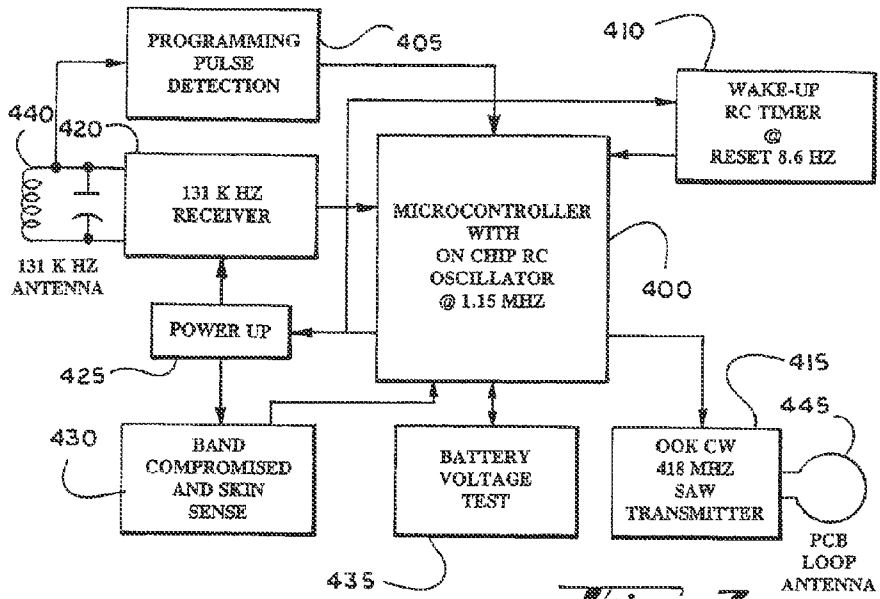 PROGRAMMING
PULSE
DETECTION
405
410
WAKE-UP
RC TIMER
@
RESET 8.6 HZ
440
420
131 K HZ
RECEIVER
131 K HZ
ANTENNA
MICROCONTROLLER
WITH
ON CHIP RC
OSCILLATOR
@ 1.15 MHZ
400
POWER UP
425
415
445
430
BAND
COMPROMISED
AND SKIN
SENSE
BATTERY
VOLTAGE
TEST
OOK CW
418 MHZ
SAW
TRANSMITTER
PCB
LOOP
ANTENNA
435